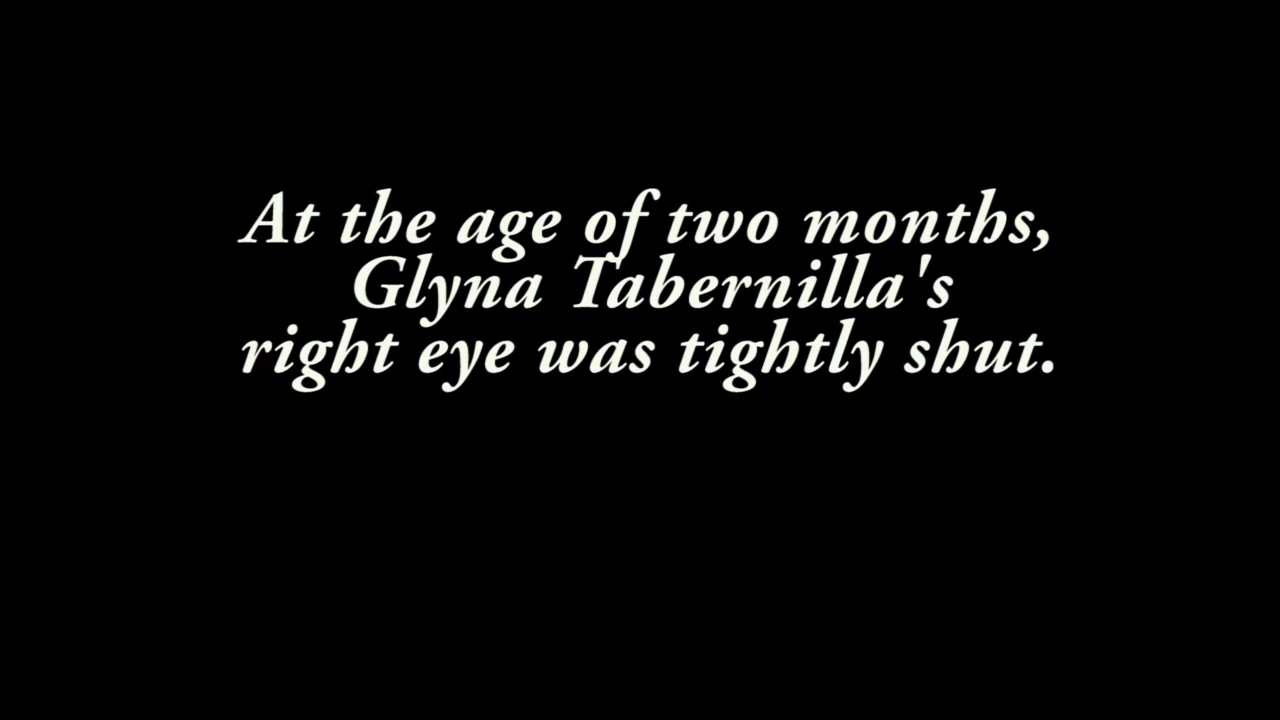 At the age of two months,
Glyna Tabernilla's
right eye was tightly shut.